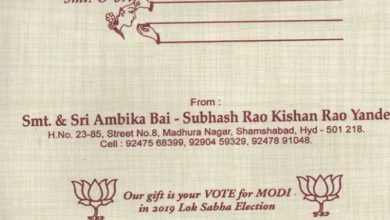 From :
Smt. & Sri Ambika Bai - Subhash Rao Kishan Rao Yande
H.No. 23-85, Street No.8, Madhura Nagar, Shamshabad, Hyd - 501 218.
Cell : 92475 68399, 92904 59329, 92478 91048.
Our gift is your VOTE for MODI
in 2019 Lok Sabha Election